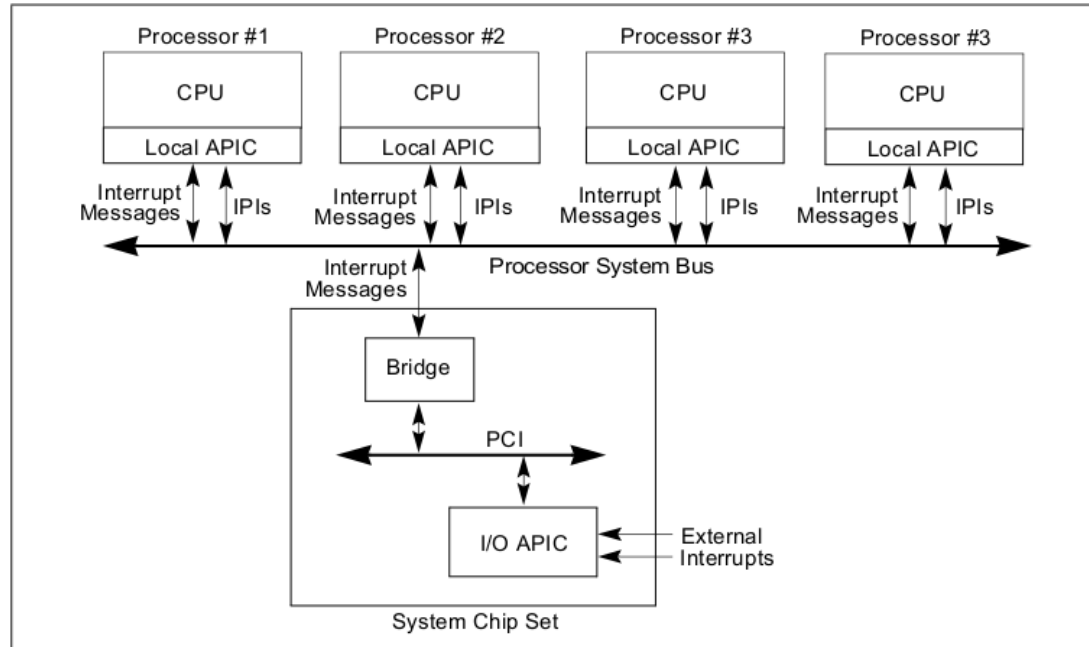 Processor #1
Processor #2
Processor #3
Processor #3
CPU
CPU
CPU
CPU
Local APIC
Local APIC
Local APIC
Local APIC
Interrupt
Messages
IPIs
Interrupt
Messages
IPIs
Interrupt
Messages
IPIs
Interrupt
Messages
IPIs
Processor System Bus
Interrupt
Messages
Bridge
PCI
I/O APIC
External
Interrupts
System Chip Set